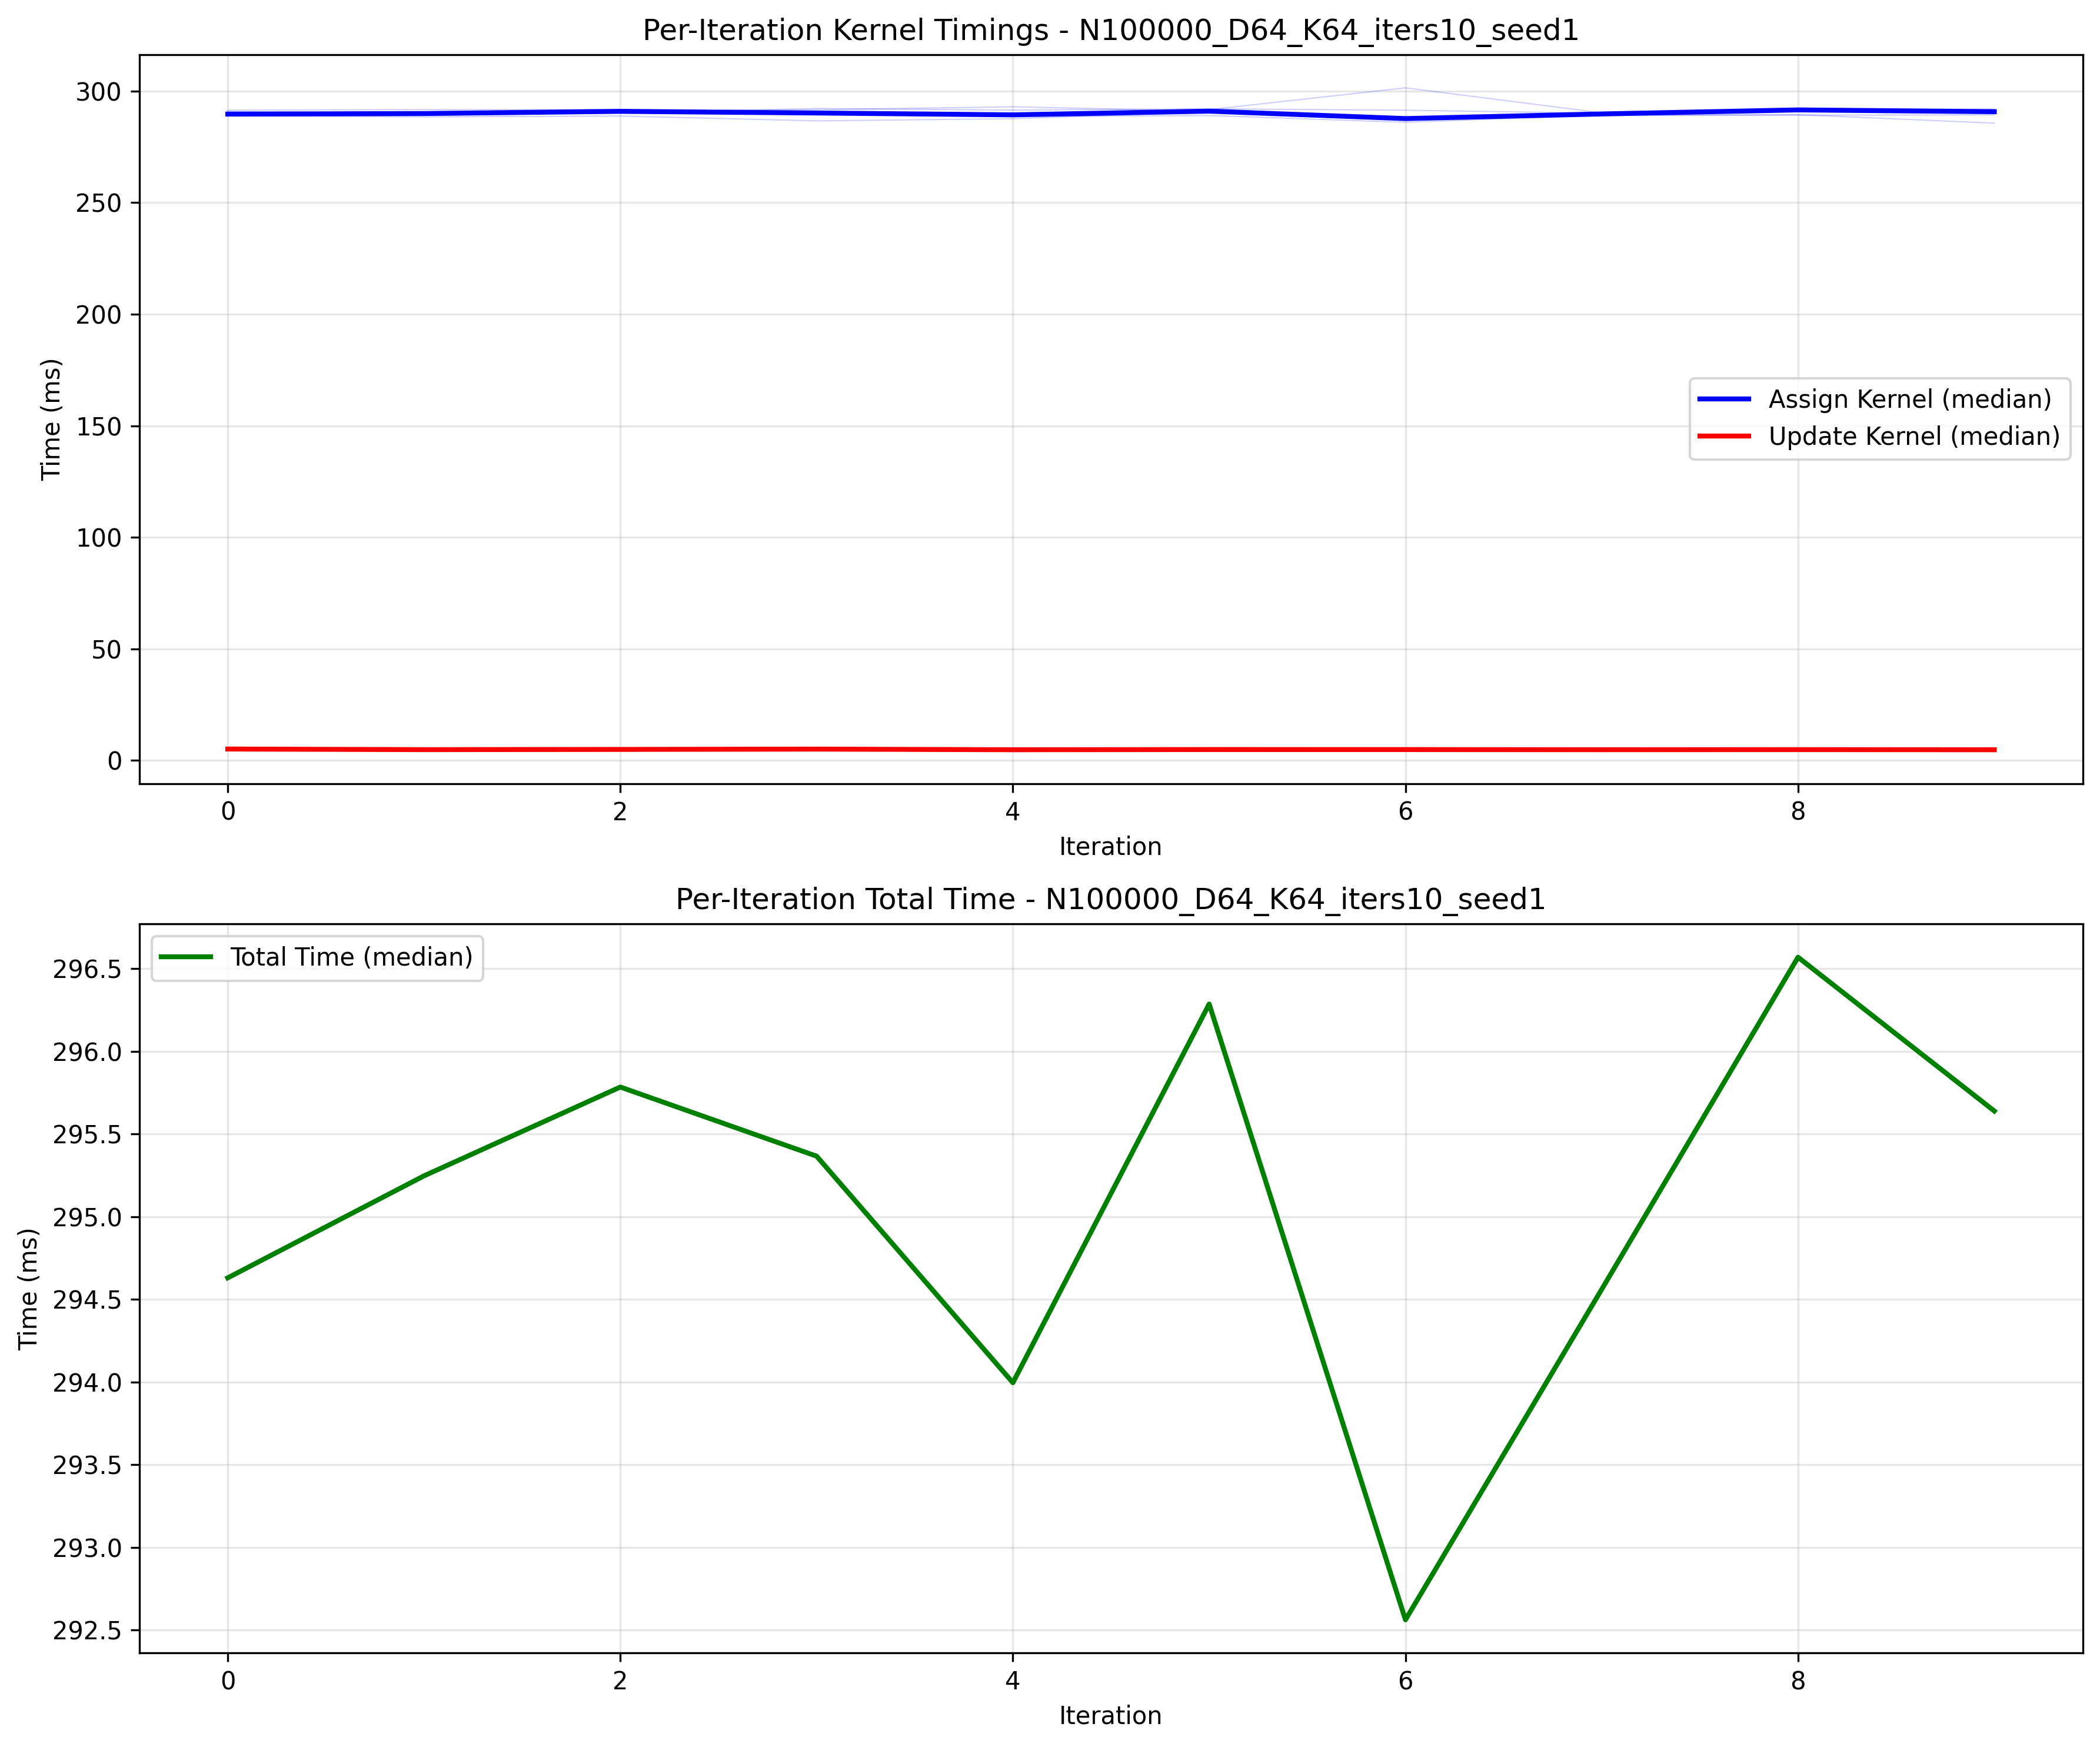 Per-Iteration Kernel Timings - N100000_D64_K64_iters10_seed1
300
250
200
150
100
50
0
Time (ms)
Assign Kernel (median)
Update Kernel (median)
0 2 4 6 8
Iteration
Per-Iteration Total Time - N100000_D64_K64_iters10_seed1
Total Time (median)
296.5
296.0
295.5
295.0
294.5
294.0
293.5
293.0
292.5
Time (ms)
0 2 4 6 8
Iteration